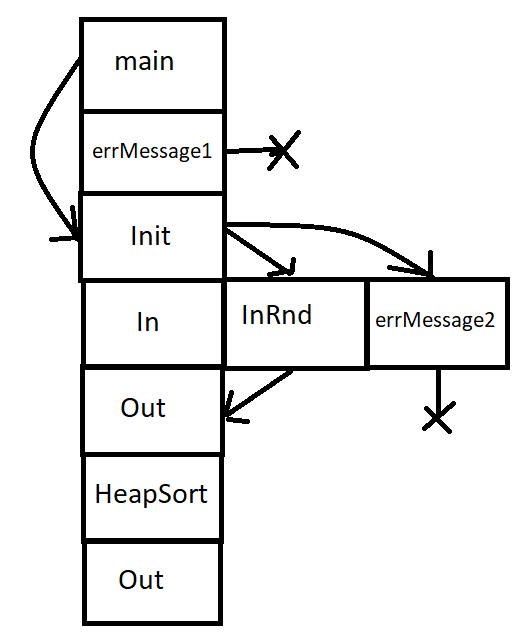 main
errMessage1
Init
In
InRnd
errMessage2
Out
HeapSort
Out